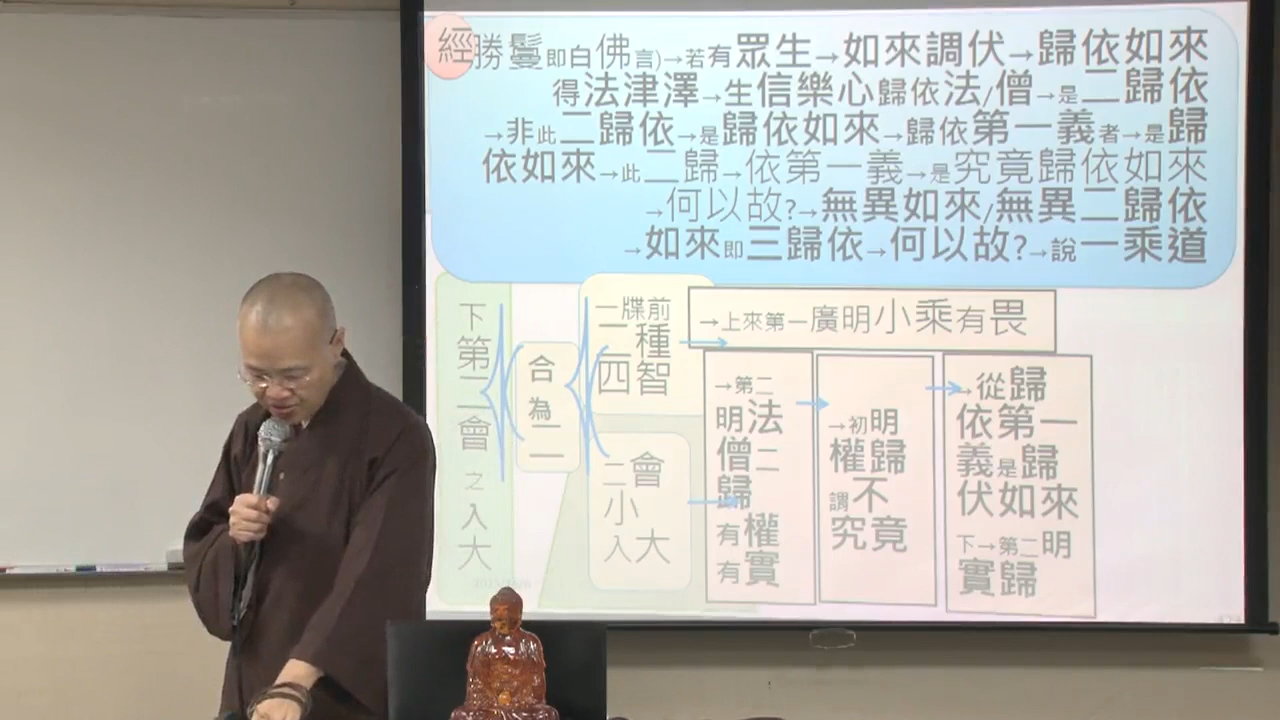 經勝鬘即白佛言)→若有眾生→如來調伏→歸依如來
得法津澤→生信樂心歸依法/僧→是二歸依
→非此二歸依→是歸依如來→歸依第一義者→是歸
依如來→此二歸→依第一義→是究竟歸依如來
→何以故?→無異如來/無異二歸依
→如來即三歸依→何以故?→說一乘道
下第二會之入大
合為二
一牒前
二種
四智
二會
小
入大
→上來第一廣明小乘有畏
→第二
明法
僧二
歸
有權
有實
→初明
權歸
謂不
究竟
→從歸
依第一
義是歸
伏如來
下→第二明
實歸